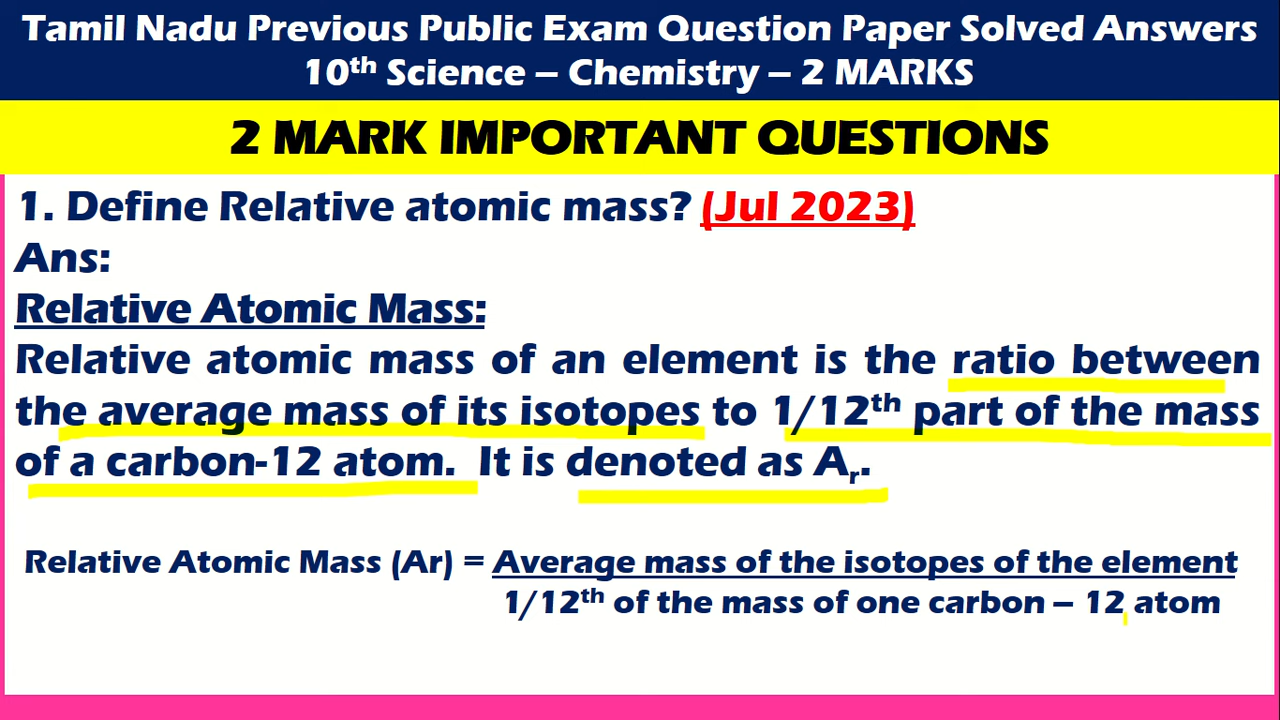 Tamil Nadu Previous Public Exam Question Paper Solved Answers
10th Science – Chemistry – 2 MARKS
2 MARK IMPORTANT QUESTIONS
1. Define Relative atomic mass? (Jul 2023)
Ans:
Relative Atomic Mass:
Relative atomic mass of an element is the ratio between
the average mass of its isotopes to 1/12th part of the mass
of a carbon-12 atom. It is denoted as Ar.
Relative Atomic Mass (Ar) = Average mass of the isotopes of the element
1/12th of the mass of one carbon – 12 atom